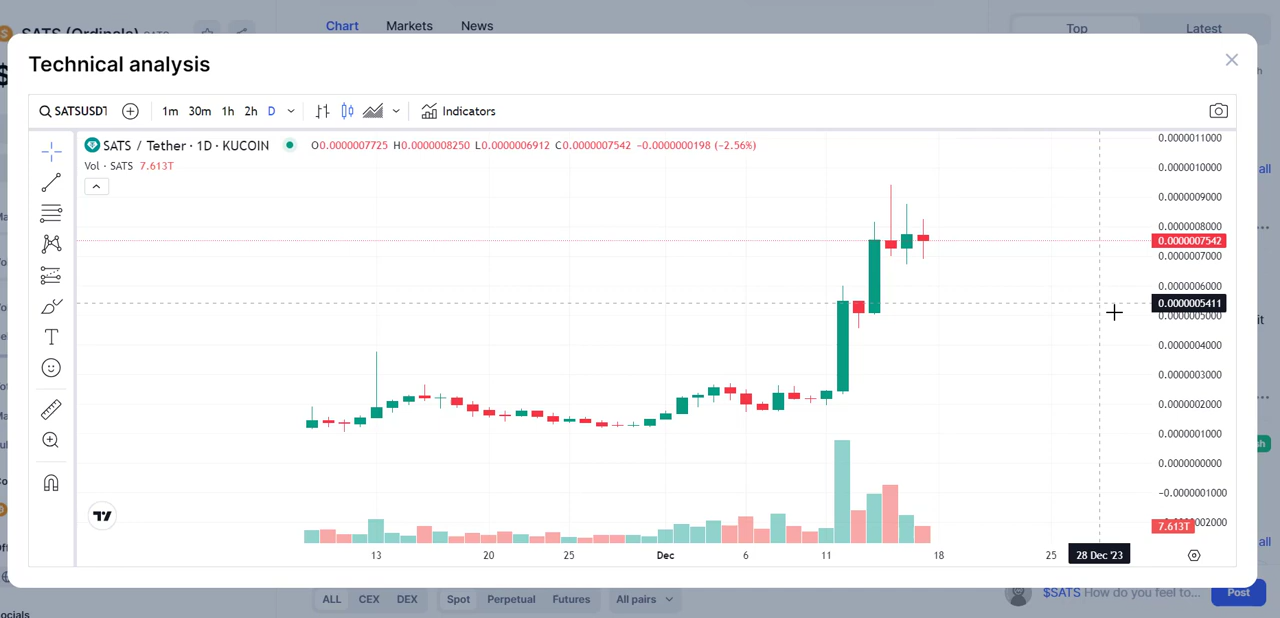 Chart Markets News
Top Latest
Technical analysis
SATSUSDT 1m 30m 1h 2h D Indicators
SATS / Tether · 1D · KUCOIN O0.0000007725 H0.0000008250 L0.0000006912 C0.0000007542 −0.0000000198 (−2.56%)
Vol · SATS 7.613T
0.0000011000
0.0000010000
0.0000009000
0.0000008000
0.0000007542
0.0000007000
0.0000006000
0.0000005411
0.0000005000
0.0000004000
0.0000003000
0.0000002000
0.0000001000
0.0000000000
−0.0000001000
7.613T
13 20 25 Dec 6 11 18 25 28 Dec '23
ALL CEX DEX Spot Perpetual Futures All pairs
$SATS How do you feel to... Post